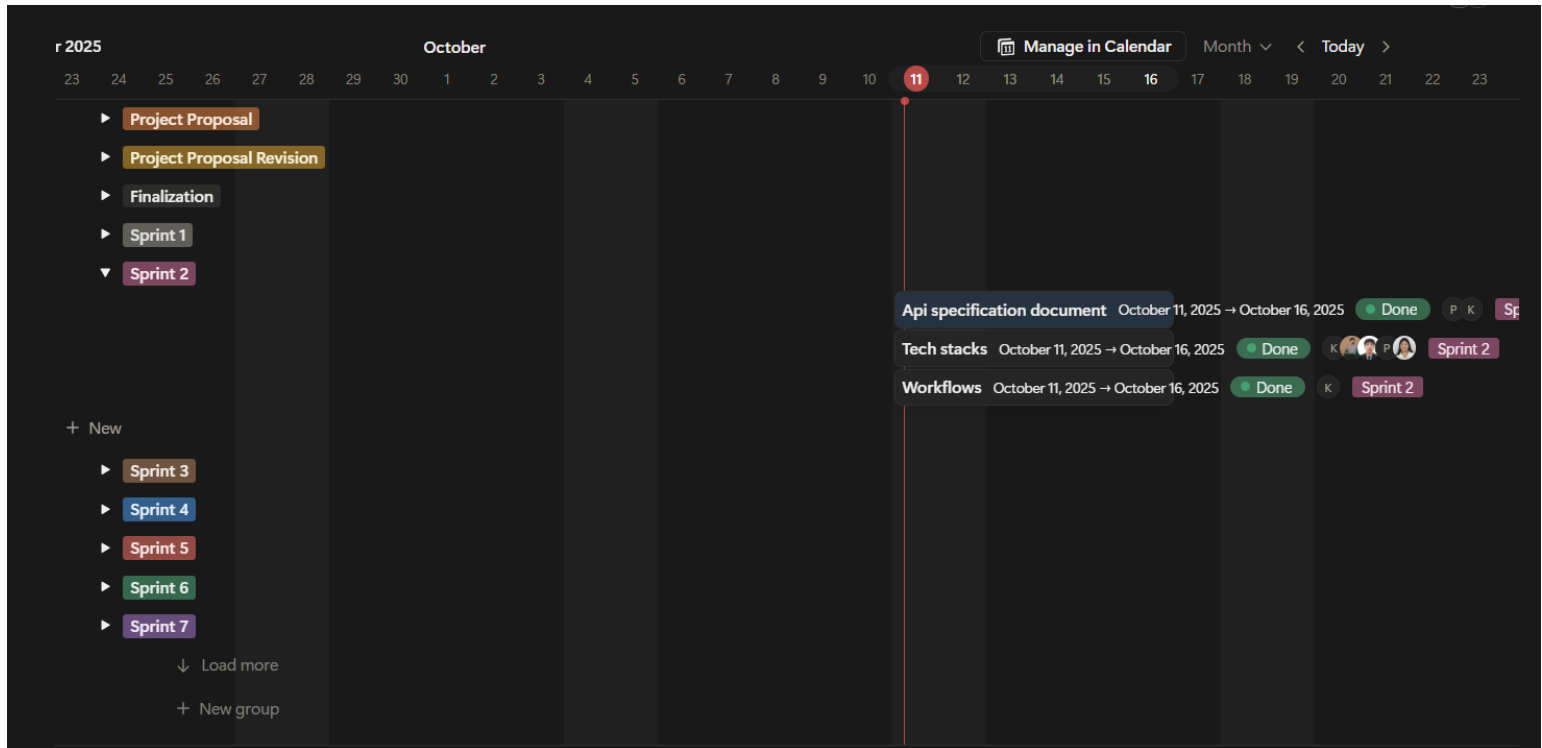 r 2025 October Manage in Calendar Month Today
23 24 25 26 27 28 29 30 1 2 3 4 5 6 7 8 9 10 11 12 13 14 15 16 17 18 19 20 21 22 23
Project Proposal
Project Proposal Revision
Finalization
Sprint 1
Sprint 2
Api specification document October 11, 2025 → October 16, 2025 Done P K Sp
Tech stacks October 11, 2025 → October 16, 2025 Done K P Sprint 2
Workflows October 11, 2025 → October 16, 2025 Done K Sprint 2
+ New
Sprint 3
Sprint 4
Sprint 5
Sprint 6
Sprint 7
↓ Load more
+ New group